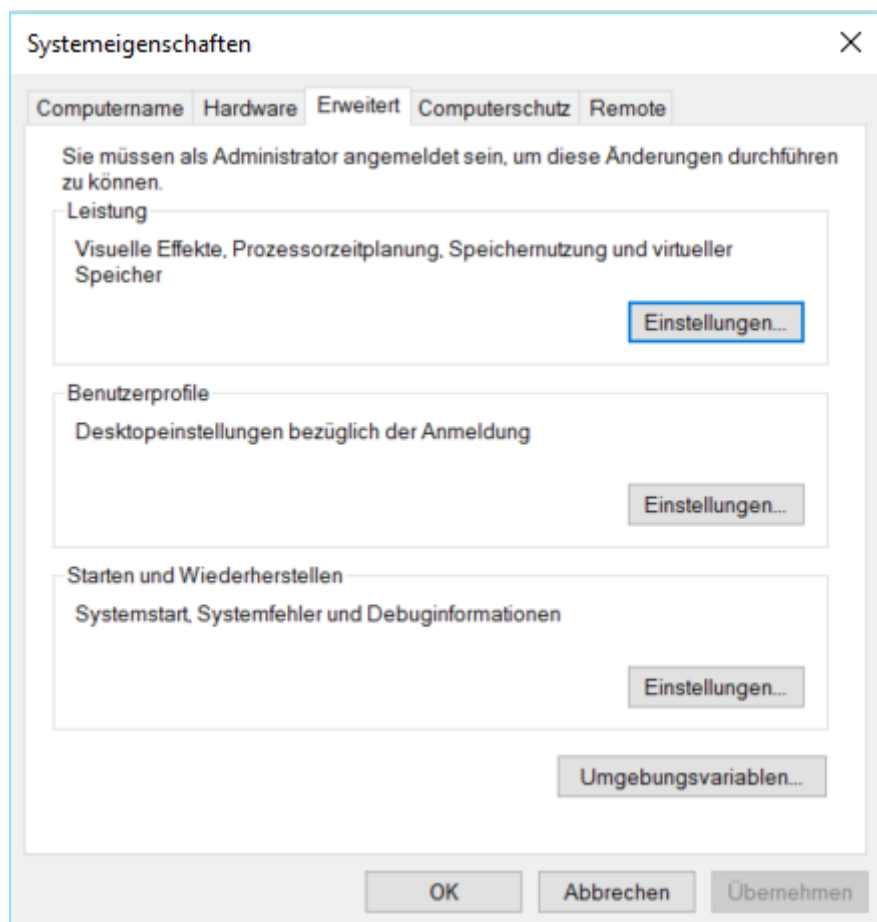 Systemeigenschaften
Computername Hardware Erweitert Computerschutz Remote
Sie müssen als Administrator angemeldet sein, um diese Änderungen durchführen
zu können.
Leistung
Visuelle Effekte, Prozessorzeitplanung, Speichernutzung und virtueller
Speicher
Einstellungen...
Benutzerprofile
Desktopeinstellungen bezüglich der Anmeldung
Einstellungen...
Starten und Wiederherstellen
Systemstart, Systemfehler und Debuginformationen
Einstellungen...
Umgebungsvariablen...
OK Abbrechen Übernehmen